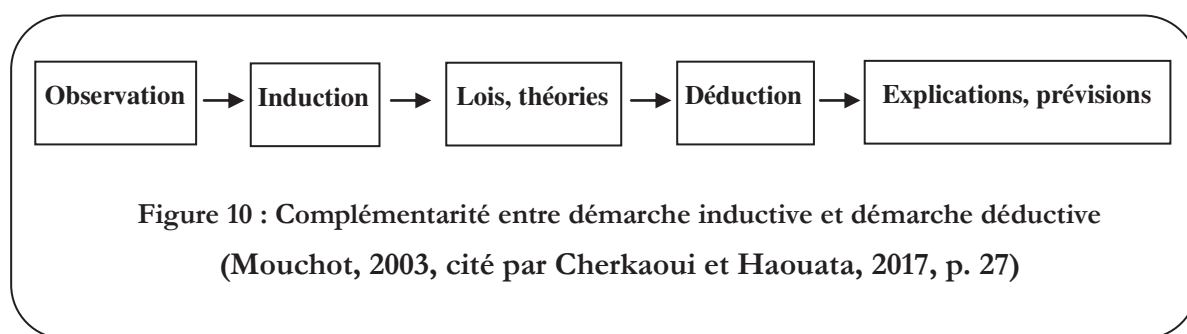 Observation Induction Lois, théories Déduction Explications, prévisions
Figure 10 : Complémentarité entre démarche inductive et démarche déductive
(Mouchot, 2003, cité par Cherkaoui et Haouata, 2017, p. 27)